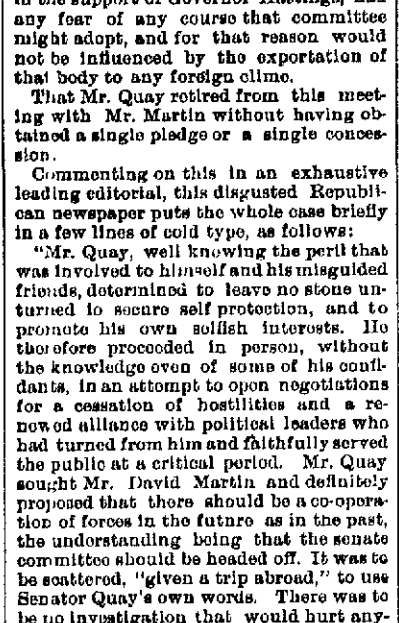 in the support of Governor Hastings, had
any fear of any course that committee
might adopt, and for that reason would
not be influenced by the exportation of
that body to any foreign clime.
That Mr. Quay retired from this meet-
ing with Mr. Martin without having ob-
tained a single pledge or a single conces-
sion.
Commenting on this in an exhaustive
leading editorial, this disgusted Republi-
can newspaper puts the whole case briefly
in a few lines of cold type, as follows:
"Mr. Quay, well knowing the peril that
was involved to himself and his misguided
friends, determined to leave no stone un-
turned to secure self protection, and to
promote his own selfish interests. He
therefore proceeded in person, without
the knowledge even of some of his confi-
dants, in an attempt to open negotiations
for a cessation of hostilities and a re-
newed alliance with political leaders who
had turned from him and faithfully served
the public at a critical period. Mr. Quay
sought Mr. David Martin and definitely
proposed that there should be a co-opera-
tion of forces in the future as in the past,
the understanding being that the senate
committee should be headed off. It was to
be scattered, "given a trip abroad," to use
Senator Quay's own words. There was to
be no investigation that would hurt any-